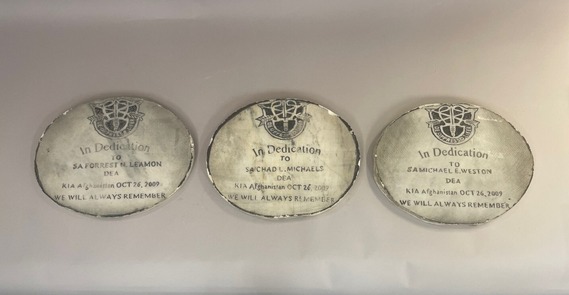 In Dedication
TO
SA FORREST N. LEAMON
DEA
KIA Afghanistan OCT 26, 2009
WE WILL ALWAYS REMEMBER
In Dedication
TO
SA CHAD L. MICHAELS
DEA
KIA Afghanistan OCT 26, 2009
WE WILL ALWAYS REMEMBER
In Dedication
TO
SA MICHAEL E. WESTON
DEA
KIA Afghanistan OCT 26, 2009
WE WILL ALWAYS REMEMBER